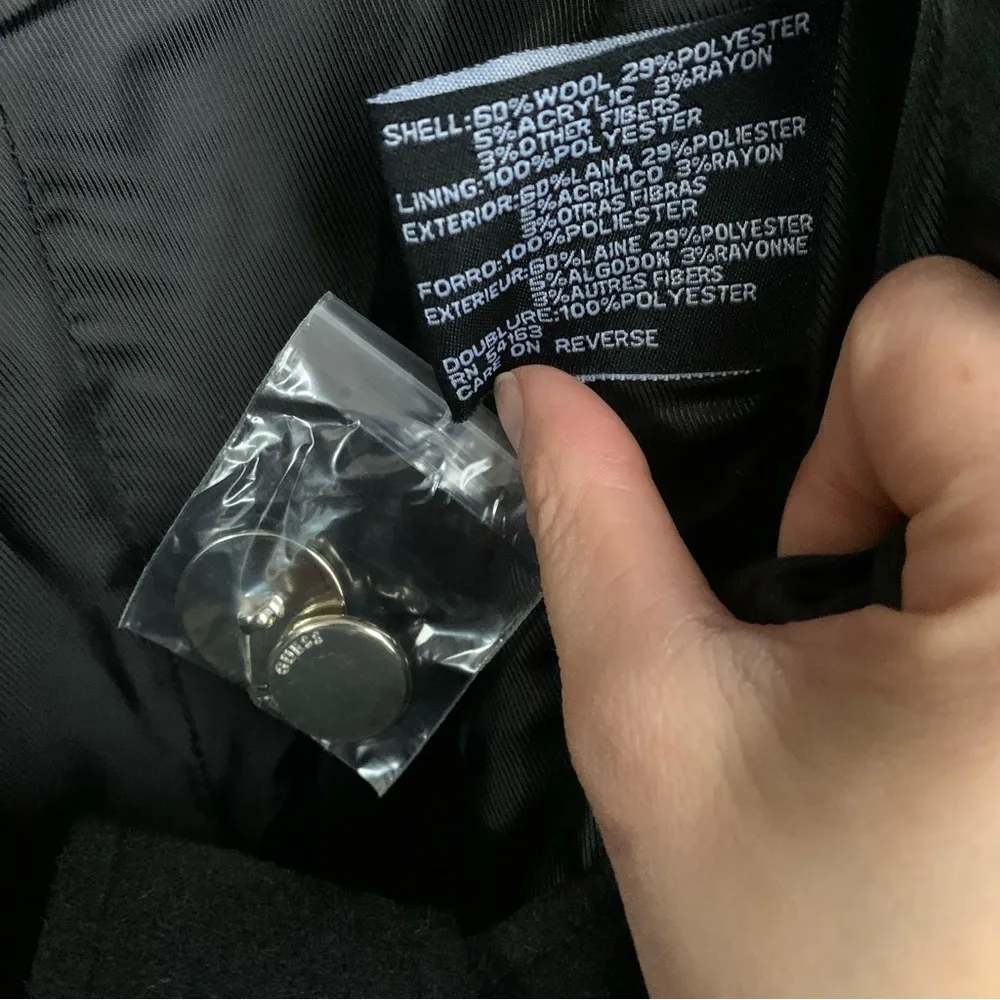 SHELL:60%WOOL 29%POLYESTER
5%ACRYLIC 3%RAYON
3%OTHER FIBERS
LINING:100%POLYESTER
EXTERIOR:60%LANA 29%POLIESTER
5%ACRILICO 3%RAYON
3%OTRAS FIBRAS
FORRO:100%POLIESTER
EXTERIEUR:60%LAINE 29%POLYESTER
5%ALGODON 3%RAYONNE
3%AUTRES FIBERS
DOUBLURE:100%POLYESTER
RN 54163
CARE ON REVERSE
GUESS